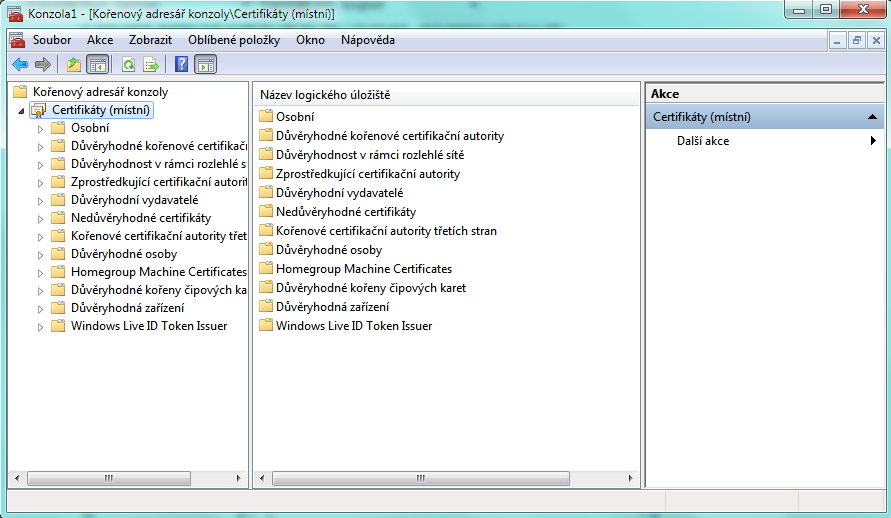 Konzola1 - [Kořenový adresář konzoly\Certifikáty (místní)]
Soubor Akce Zobrazit Oblíbené položky Okno Nápověda
Kořenový adresář konzoly
Certifikáty (místní)
Osobní
Důvěryhodné kořenové certifikač
Důvěryhodnost v rámci rozlehlé s
Zprostředkující certifikační autorit
Důvěryhodní vydavatelé
Nedůvěryhodné certifikáty
Kořenové certifikační autority třet
Důvěryhodné osoby
Homegroup Machine Certificates
Důvěryhodné kořeny čipových ka
Důvěryhodná zařízení
Windows Live ID Token Issuer
Název logického úložiště
Osobní
Důvěryhodné kořenové certifikační autority
Důvěryhodnost v rámci rozlehlé sítě
Zprostředkující certifikační autority
Důvěryhodní vydavatelé
Nedůvěryhodné certifikáty
Kořenové certifikační autority třetích stran
Důvěryhodné osoby
Homegroup Machine Certificates
Důvěryhodné kořeny čipových karet
Důvěryhodná zařízení
Windows Live ID Token Issuer
Akce
Certifikáty (místní)
Další akce